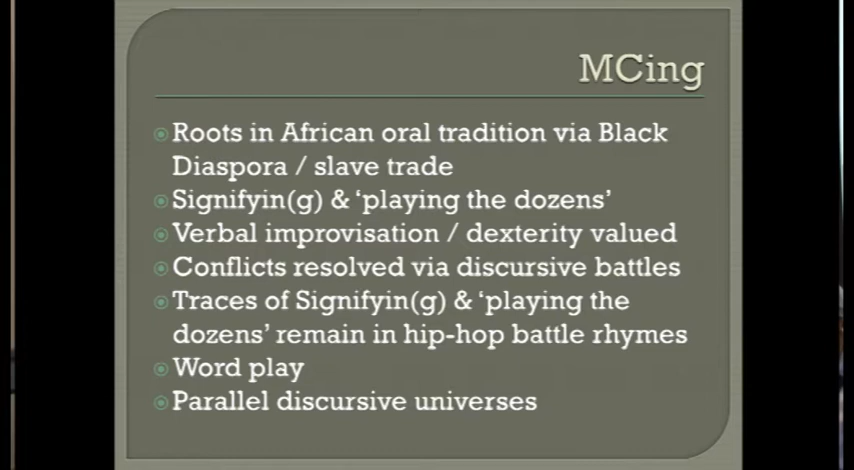 MCing
Roots in African oral tradition via Black
Diaspora / slave trade
Signifyin(g) & ‘playing the dozens’
Verbal improvisation / dexterity valued
Conflicts resolved via discursive battles
Traces of Signifyin(g) & ‘playing the
dozens’ remain in hip-hop battle rhymes
Word play
Parallel discursive universes